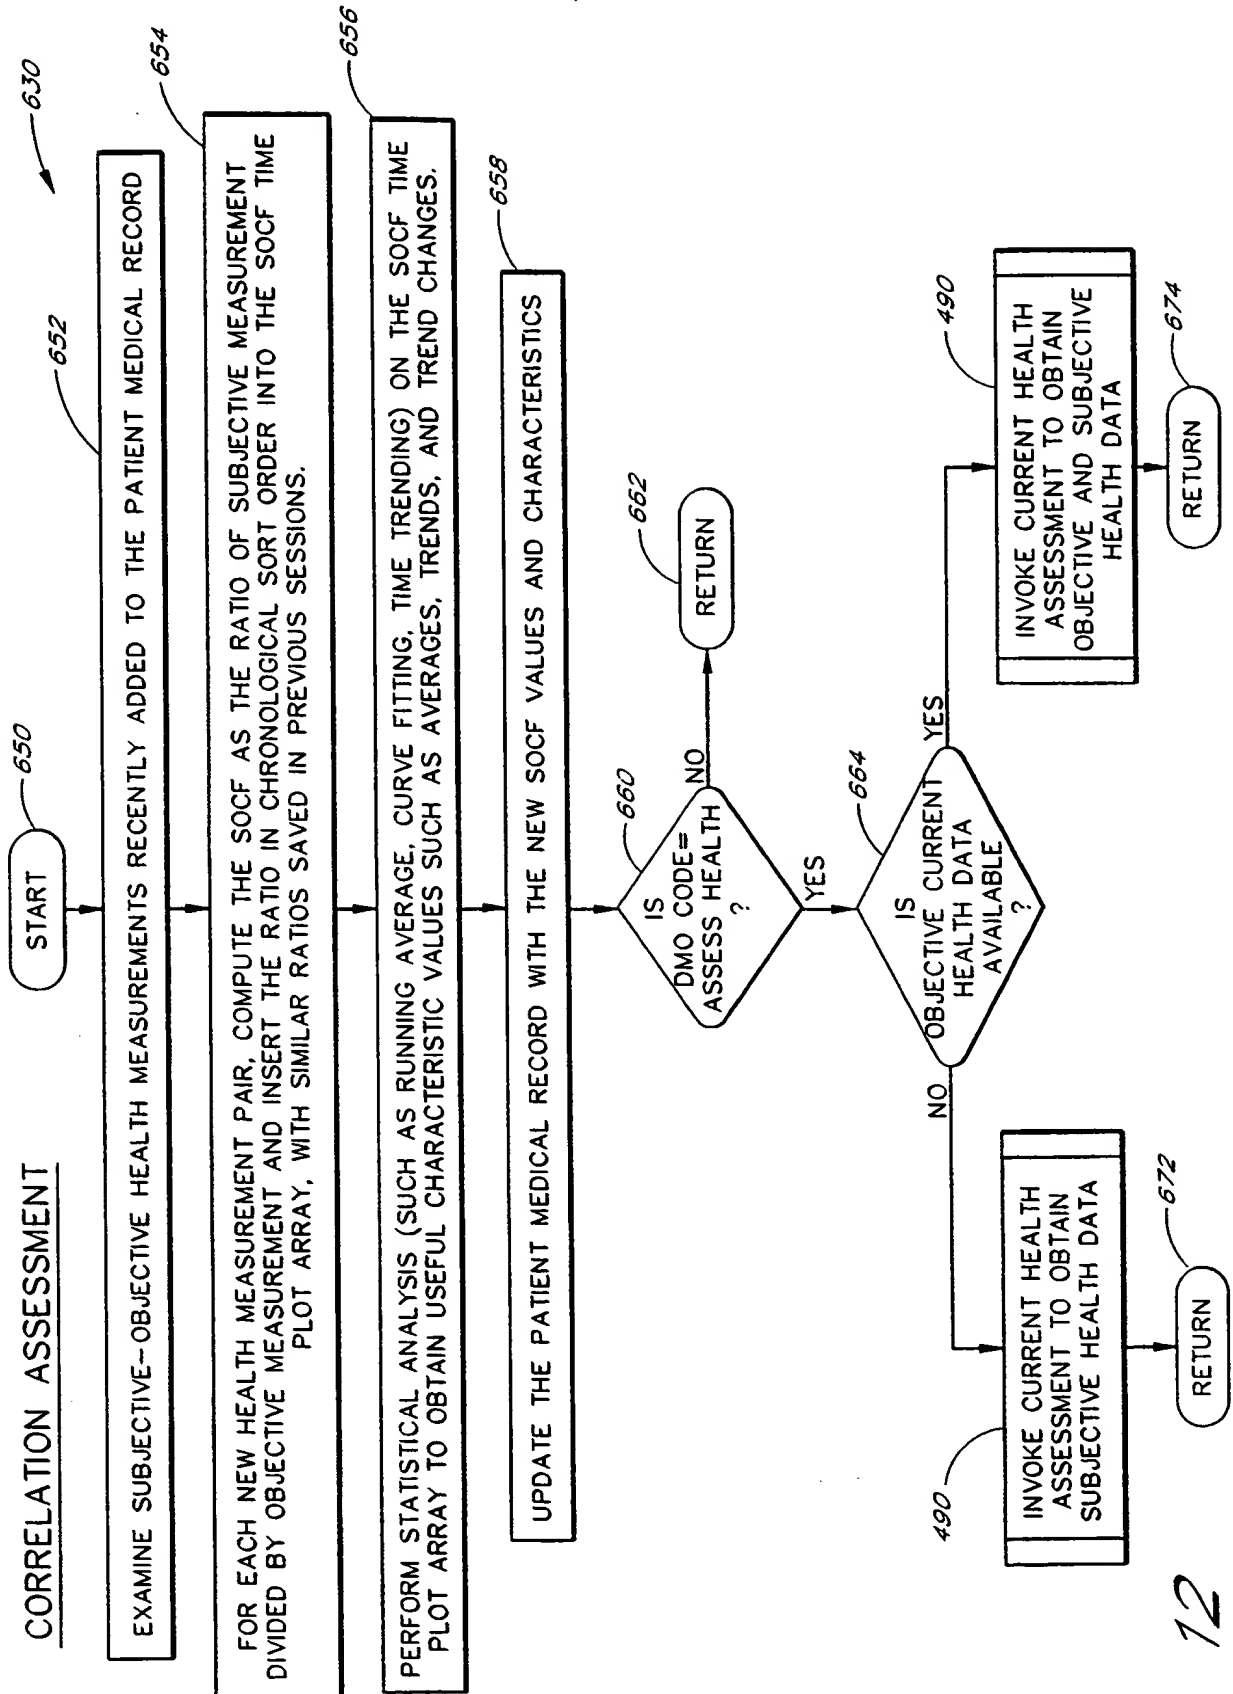 CORRELATION ASSESSMENT
630
START
650
652
EXAMINE SUBJECTIVE-OBJECTIVE HEALTH MEASUREMENTS RECENTLY ADDED TO THE PATIENT MEDICAL RECORD
654
FOR EACH NEW HEALTH MEASUREMENT PAIR, COMPUTE THE SOCF AS THE RATIO OF SUBJECTIVE MEASUREMENT
DIVIDED BY OBJECTIVE MEASUREMENT AND INSERT THE RATIO IN CHRONOLOGICAL SORT ORDER INTO THE SOCF TIME
PLOT ARRAY, WITH SIMILAR RATIOS SAVED IN PREVIOUS SESSIONS.
656
PERFORM STATISTICAL ANALYSIS (SUCH AS RUNNING AVERAGE, CURVE FITTING, TIME TRENDING) ON THE SOCF TIME
PLOT ARRAY TO OBTAIN USEFUL CHARACTERISTIC VALUES SUCH AS AVERAGES, TRENDS, AND TREND CHANGES.
658
UPDATE THE PATIENT MEDICAL RECORD WITH THE NEW SOCF VALUES AND CHARACTERISTICS
660
IS
DMO CODE=
ASSESS HEALTH
?
NO
RETURN
662
YES
664
IS
OBJECTIVE CURRENT
HEALTH DATA
AVAILABLE
?
NO
YES
490
INVOKE CURRENT HEALTH
ASSESSMENT TO OBTAIN
SUBJECTIVE HEALTH DATA
672
RETURN
490
INVOKE CURRENT HEALTH
ASSESSMENT TO OBTAIN
OBJECTIVE AND SUBJECTIVE
HEALTH DATA
674
RETURN
12